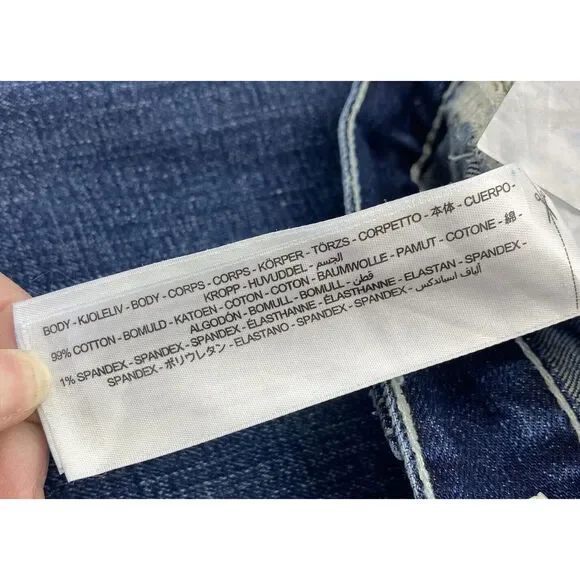 BODY - KJOLELIV - BODY - CORPS - CORPS - KÖRPER - TÖRZS - CORPETTO - 本体 - CUERPO -
KROPP - HUVUDDEL - الجسم
99% COTTON - BOMULD - KATOEN - COTON - COTON - BAUMWOLLE - PAMUT - COTONE - 綿 -
ALGODÓN - BOMULL - BOMULL - قطن
1% SPANDEX - SPANDEX - SPANDEX - ÉLASTHANNE - ÉLASTHANNE - ELASTAN - SPANDEX -
SPANDEX - ポリウレタン - ELASTANO - SPANDEX - SPANDEX - ألياف اسباندكس